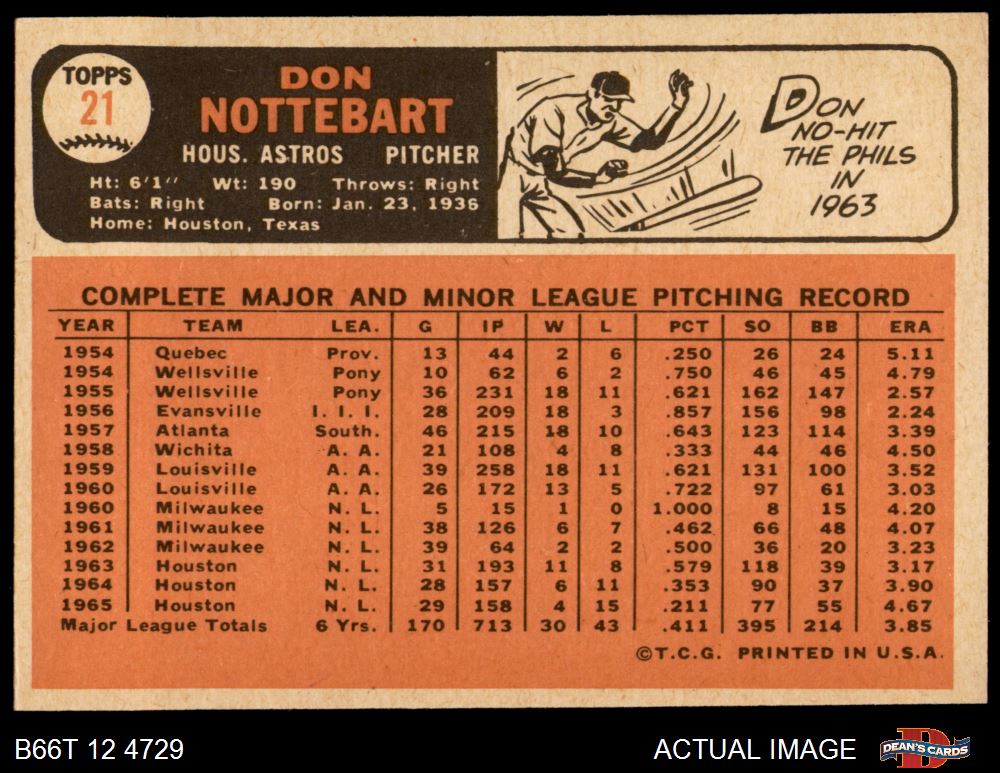 TOPPS
21
DON
NOTTEBART
HOUS. ASTROS PITCHER
Ht: 6'1" Wt: 190 Throws: Right
Bats: Right Born: Jan. 23, 1936
Home: Houston, Texas
DON
NO-HIT
THE PHILS
IN
1963
COMPLETE MAJOR AND MINOR LEAGUE PITCHING RECORD
YEAR TEAM LEA. G IP W L PCT SO BB ERA
1954 Quebec Prov. 13 44 2 6 .250 26 24 5.11
1954 Wellsville Pony 10 62 6 2 .750 46 45 4.79
1955 Wellsville Pony 36 231 18 11 .621 162 147 2.57
1956 Evansville I. I. I. 28 209 18 3 .857 156 98 2.24
1957 Atlanta South. 46 215 18 10 .643 123 114 3.39
1958 Wichita A. A. 21 108 4 8 .333 44 46 4.50
1959 Louisville A. A. 39 258 18 11 .621 131 100 3.52
1960 Louisville A. A. 26 172 13 5 .722 97 61 3.03
1960 Milwaukee N. L. 5 15 1 0 1.000 8 15 4.20
1961 Milwaukee N. L. 38 126 6 7 .462 66 48 4.07
1962 Milwaukee N. L. 39 64 2 2 .500 36 20 3.23
1963 Houston N. L. 31 193 11 8 .579 118 39 3.17
1964 Houston N. L. 28 157 6 11 .353 90 37 3.90
1965 Houston N. L. 29 158 4 15 .211 77 55 4.67
Major League Totals 6 Yrs. 170 713 30 43 .411 395 214 3.85
©T.C.G. PRINTED IN U.S.A.
B66T 12 4729 ACTUAL IMAGE DEAN'S CARDS